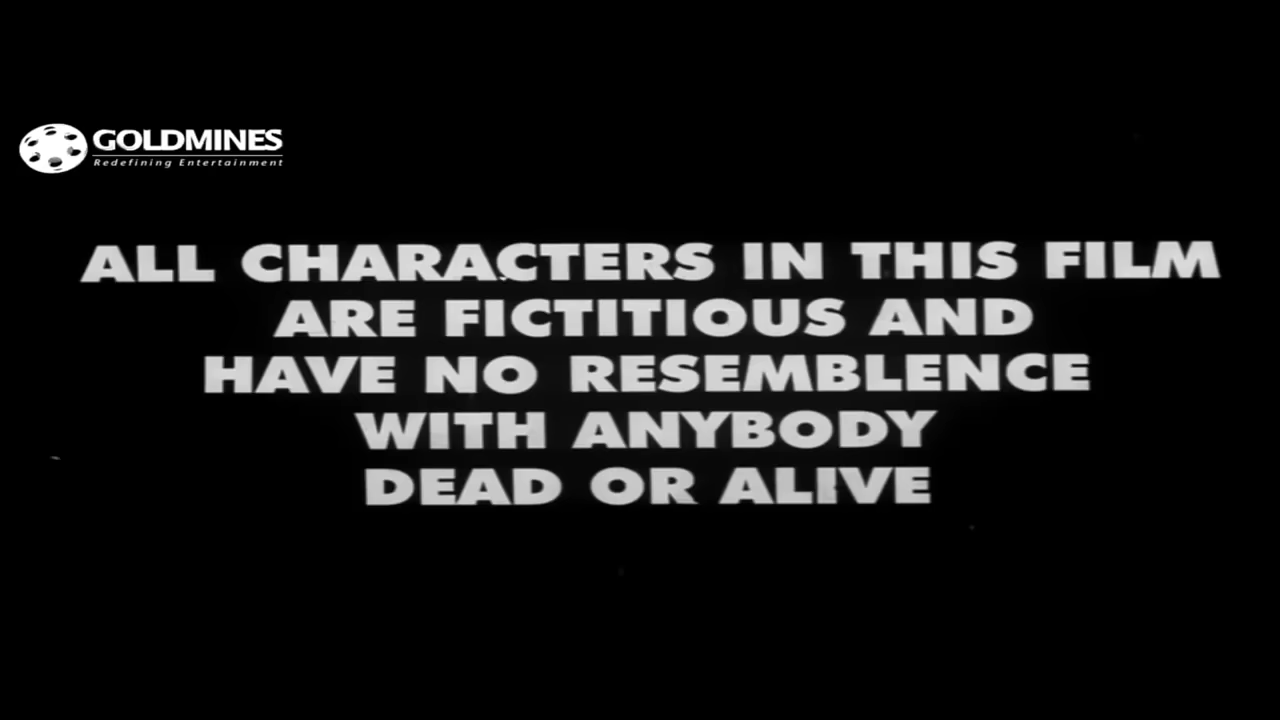 GOLDMINES
Redefining Entertainment
ALL CHARACTERS IN THIS FILM
ARE FICTITIOUS AND
HAVE NO RESEMBLENCE
WITH ANYBODY
DEAD OR ALIVE